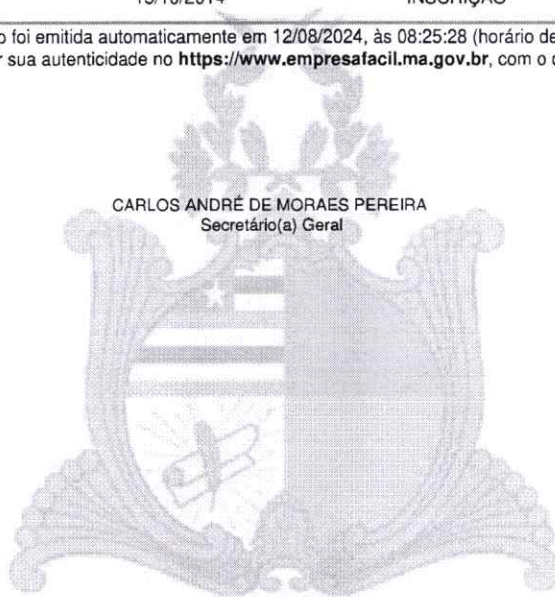 INSCRIÇÃO
o foi emitida automaticamente em 12/08/2024, às 08:25:28 (horário de
r sua autenticidade no https://www.empresafacil.ma.gov.br, com o
CARLOS ANDRÉ DE MORAES PEREIRA
Secretário(a) Geral